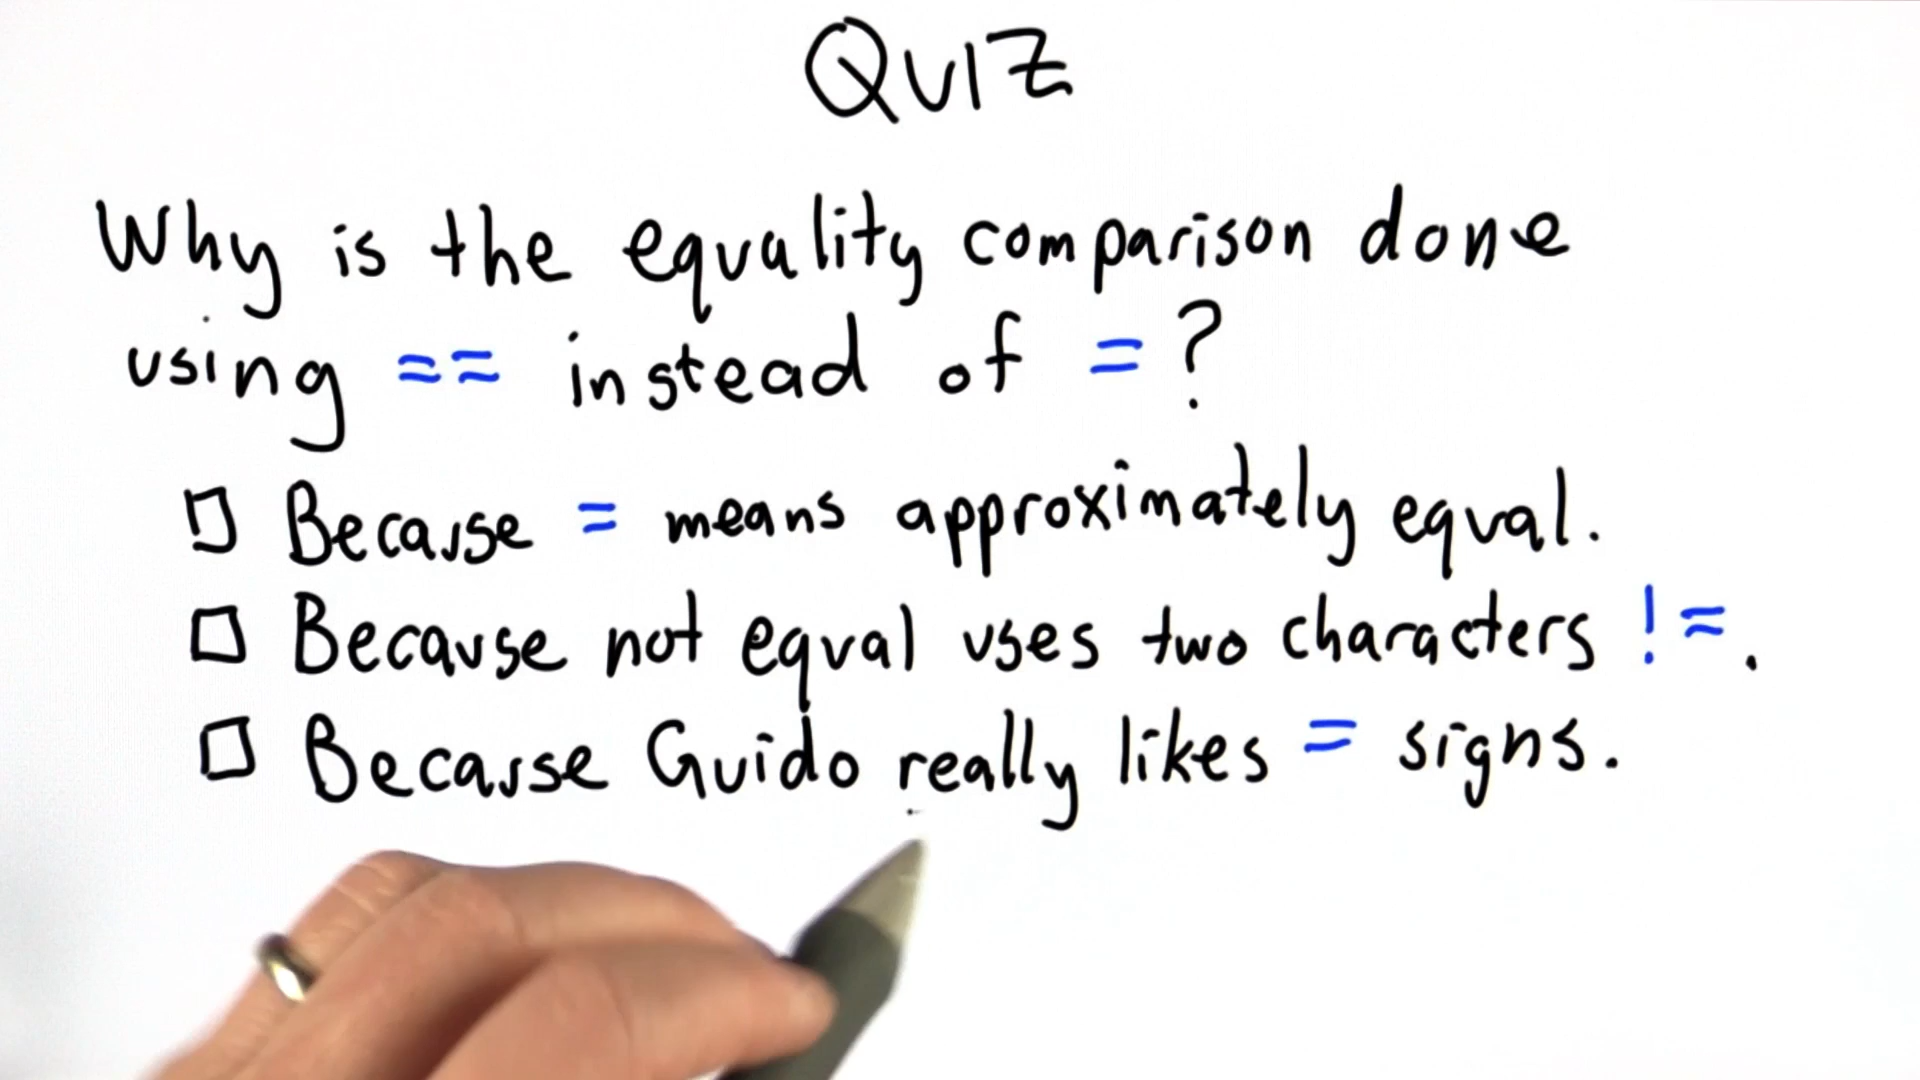 QUIZ
Why is the equality comparison done
using == instead of = ?
Because = means approximately equal.
Because not equal uses two characters != .
Because Guido really likes = signs.